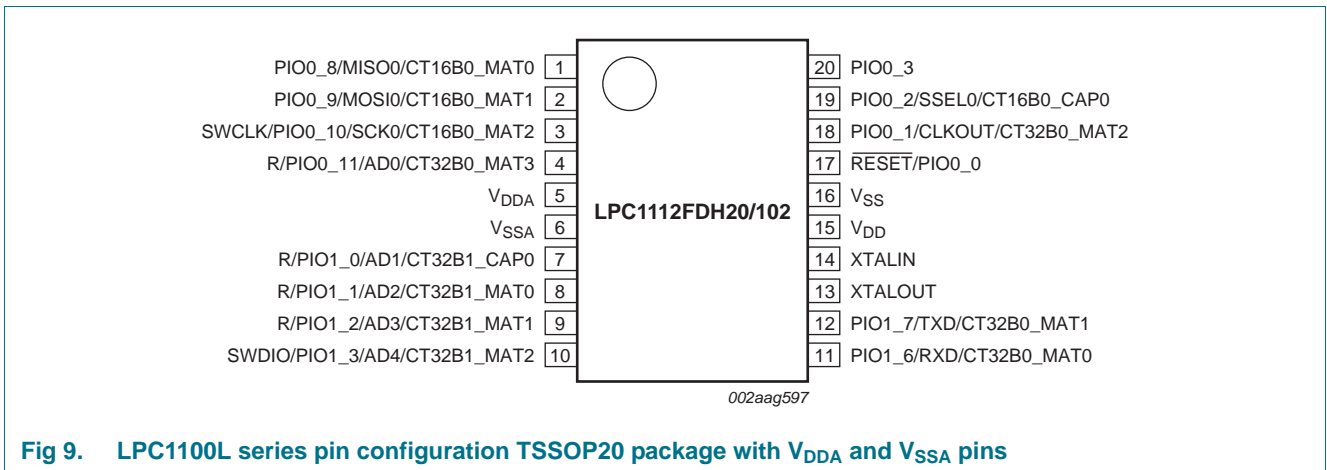 PIO0_8/MISO0/CT16B0_MAT0 1
PIO0_9/MOSI0/CT16B0_MAT1 2
SWCLK/PIO0_10/SCK0/CT16B0_MAT2 3
R/PIO0_11/AD0/CT32B0_MAT3 4
VDDA 5
VSSA 6
R/PIO1_0/AD1/CT32B1_CAP0 7
R/PIO1_1/AD2/CT32B1_MAT0 8
R/PIO1_2/AD3/CT32B1_MAT1 9
SWDIO/PIO1_3/AD4/CT32B1_MAT2 10
LPC1112FDH20/102
20 PIO0_3
19 PIO0_2/SSEL0/CT16B0_CAP0
18 PIO0_1/CLKOUT/CT32B0_MAT2
17 RESET/PIO0_0
16 VSS
15 VDD
14 XTALIN
13 XTALOUT
12 PIO1_7/TXD/CT32B0_MAT1
11 PIO1_6/RXD/CT32B0_MAT0
002aag597
Fig 9. LPC1100L series pin configuration TSSOP20 package with VDDA and VSSA pins